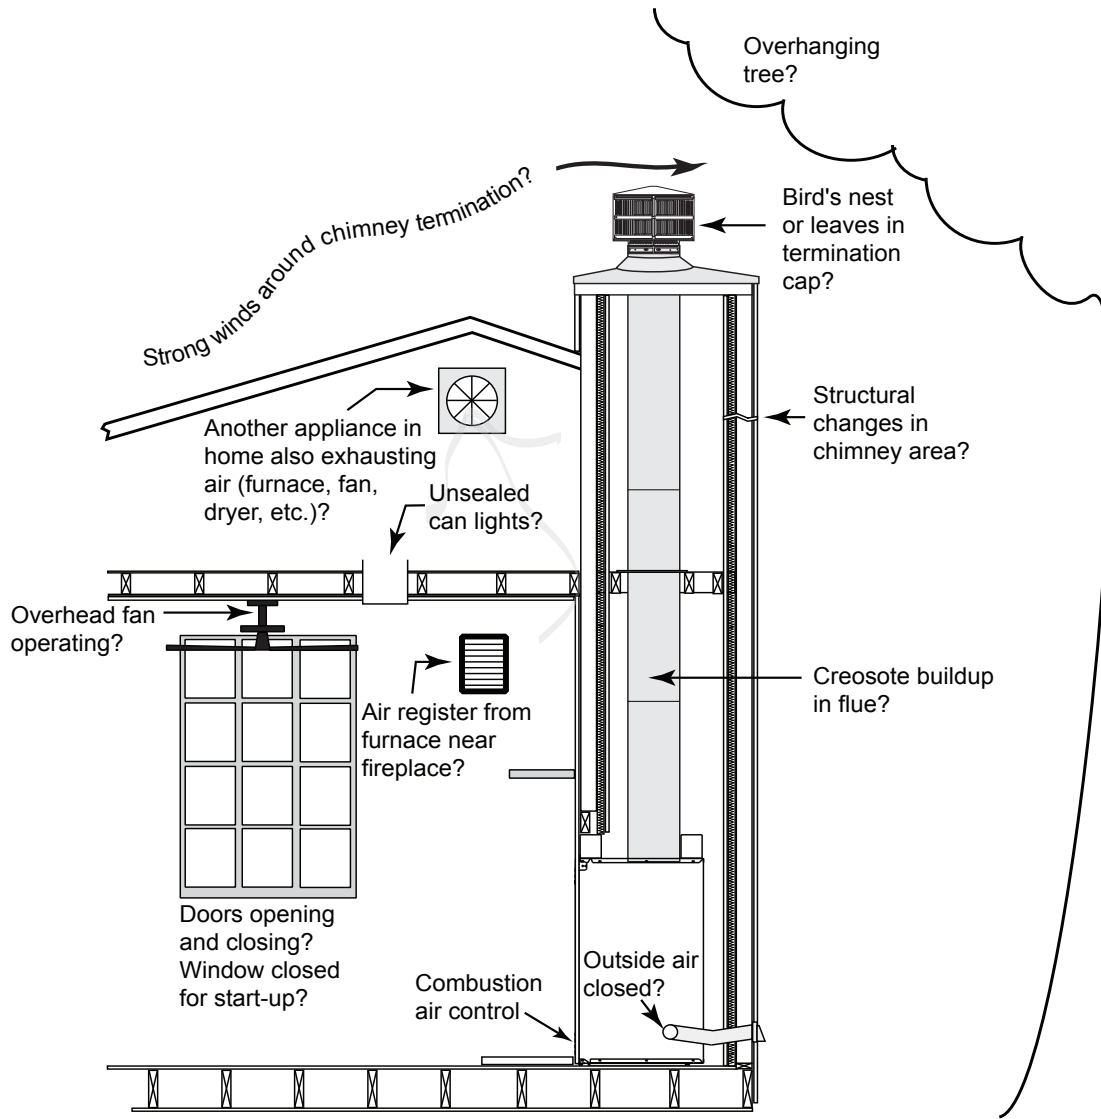 Overhanging
tree?
Strong winds around chimney termination?
Bird's nest
or leaves in
termination
cap?
Structural
changes in
chimney area?
Another appliance in
home also exhausting
air (furnace, fan,
dryer, etc.)?
Unsealed
can lights?
Overhead fan
operating?
Air register from
furnace near
fireplace?
Creosote buildup
in flue?
Doors opening
and closing?
Window closed
for start-up?
Combustion
air control
Outside air
closed?